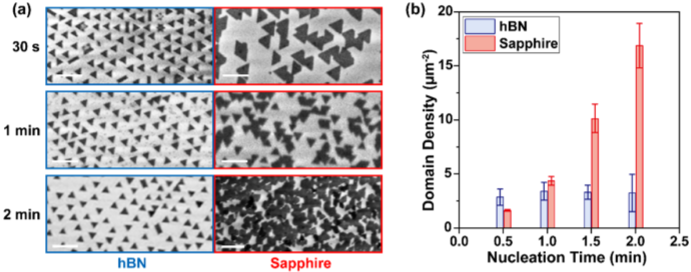 (a)
30 s
1 min
2 min
hBN
Sapphire
(b)
hBN
Sapphire
Domain Density (μm-2)
20
15
10
5
0
0.0 0.5 1.0 1.5 2.0 2.5
Nucleation Time (min)